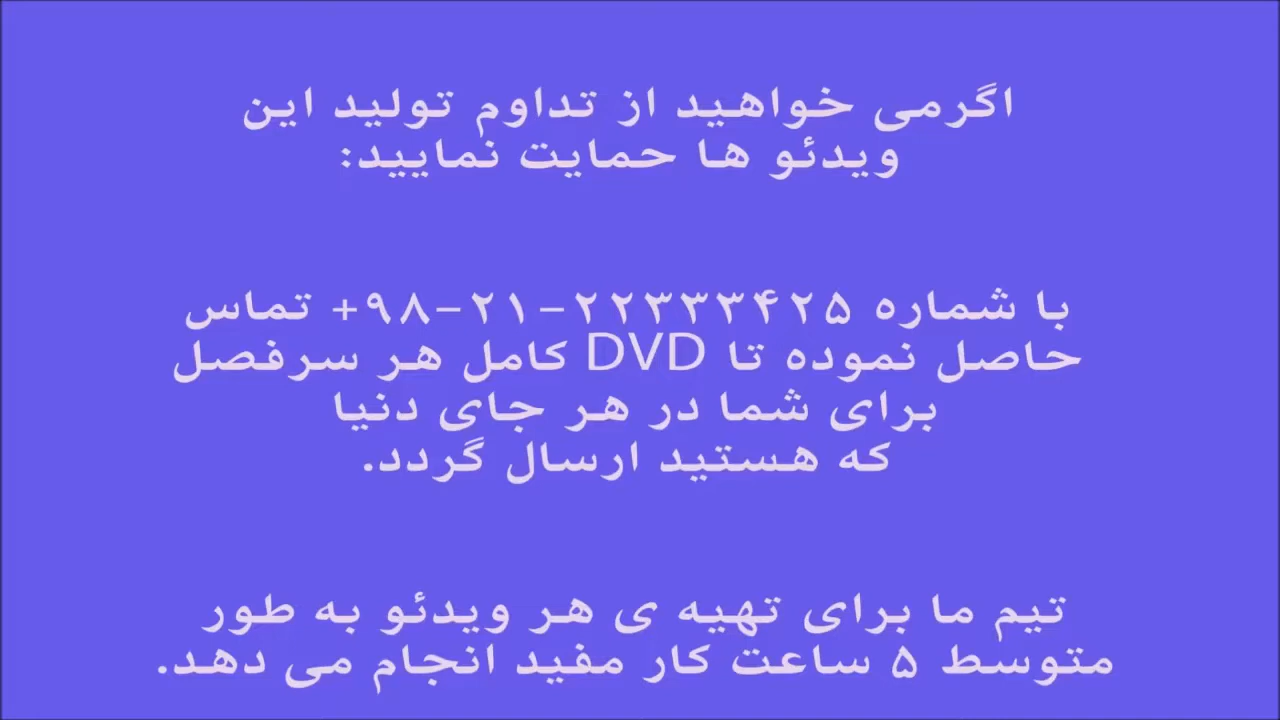 اگرمی خواهید از تداوم تولید این
ویدئو ها حمایت نمایید:
با شماره ۲۲۳۳۳۴۲۵-۲۱-۹۸+ تماس
حاصل نموده تا DVD کامل هر سرفصل
برای شما در هر جای دنیا
که هستید ارسال گردد.
تیم ما برای تهیه ی هر ویدئو به طور
متوسط ۵ ساعت کار مفید انجام می دهد.